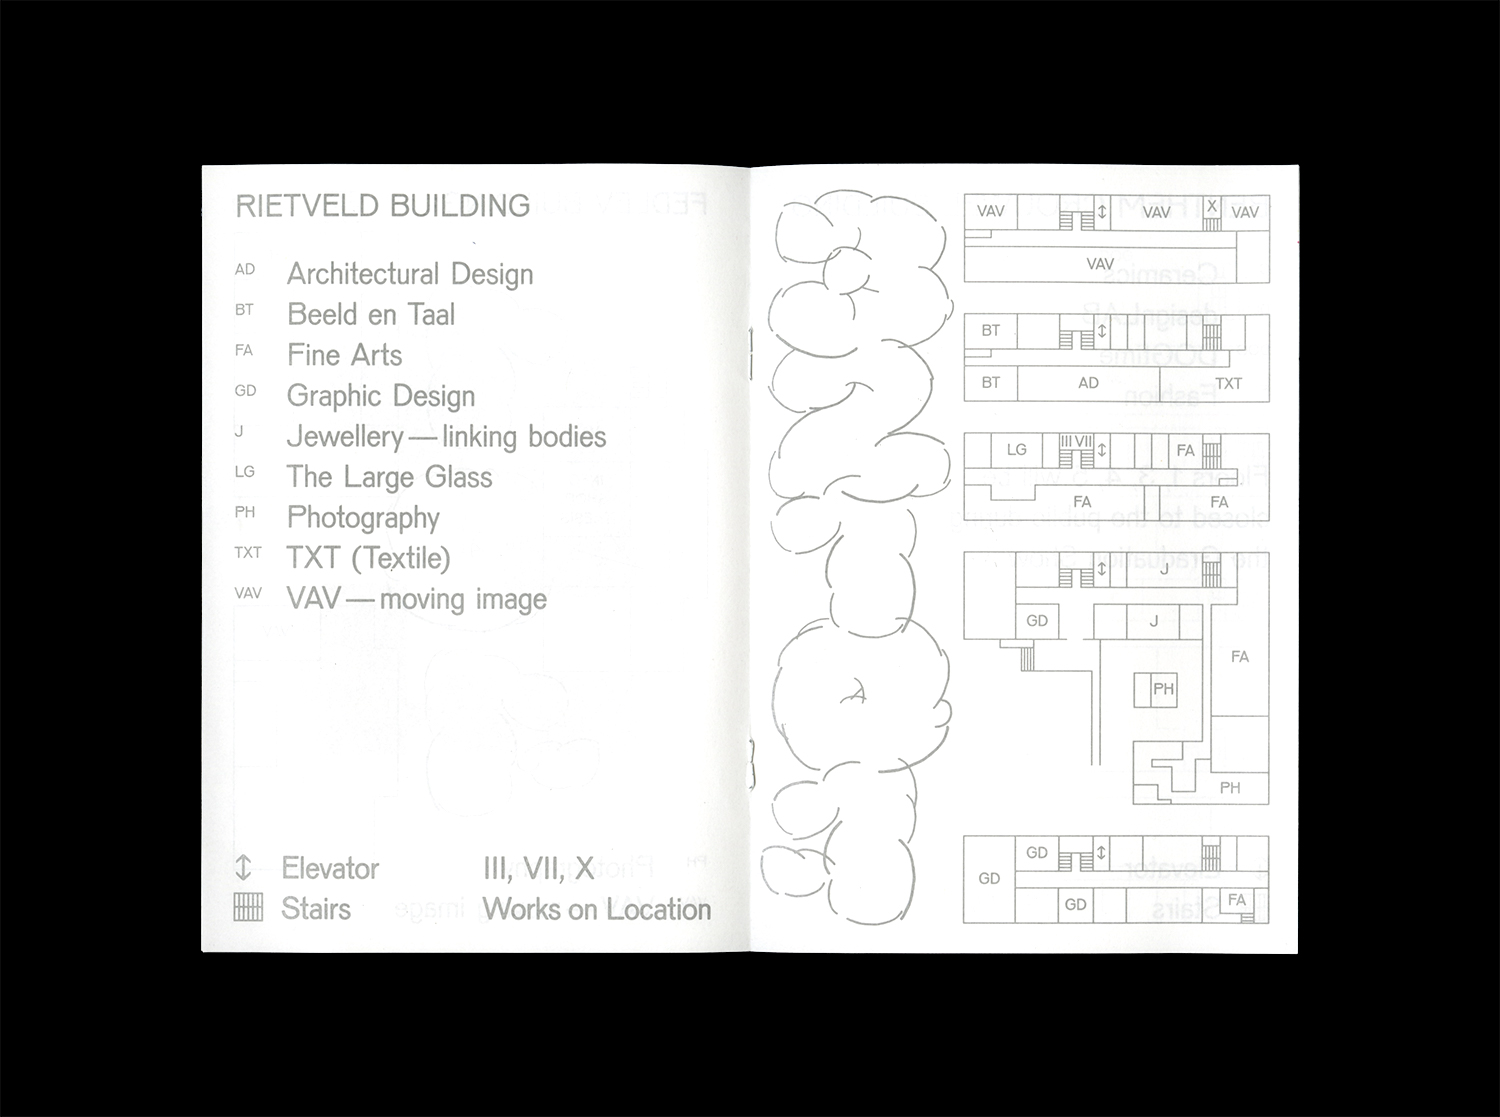 RIETVELD BUILDING
AD Architectural Design
BT Beeld en Taal
FA Fine Arts
GD Graphic Design
J Jewellery — linking bodies
LG The Large Glass
PH Photography
TXT TXT (Textile)
VAV VAV — moving image
Elevator III, VII, X
Stairs Works on Location
VAV VAV X VAV
VAV
BT
BT AD TXT
LG III VII FA
FA FA
J
GD J
FA
PH
PH
GD
GD
GD FA